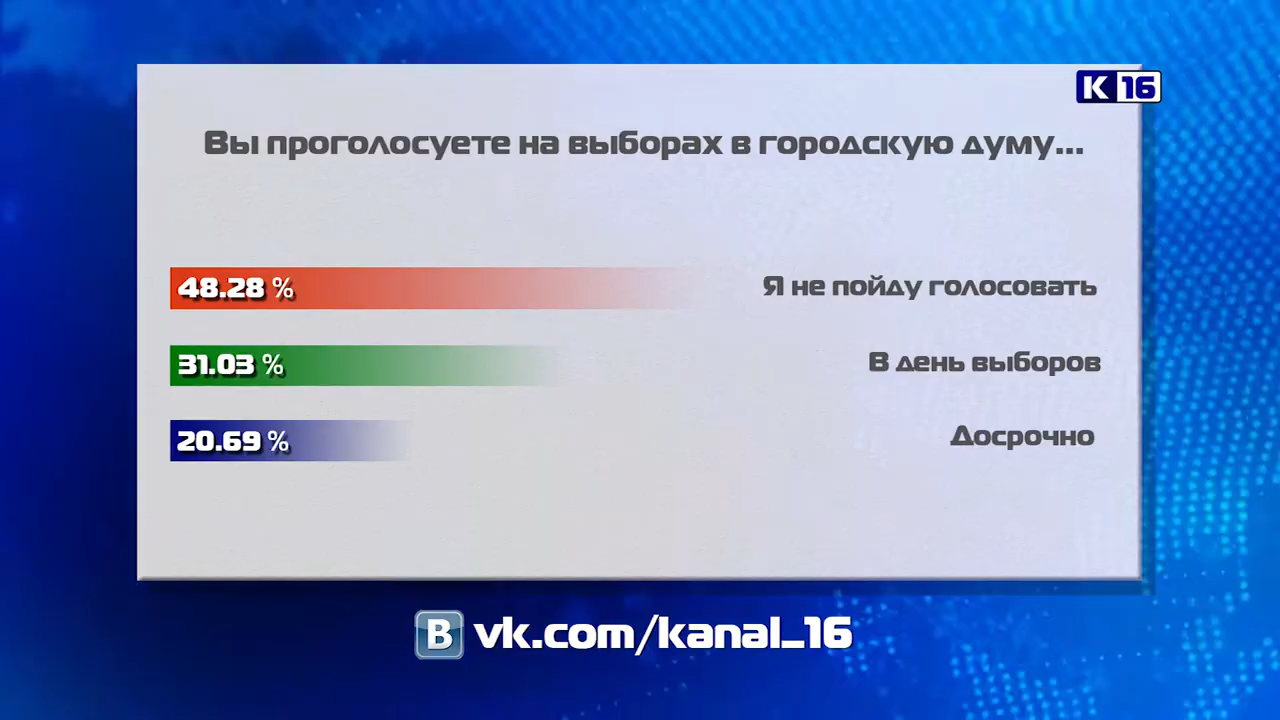 К 16
Вы проголосуете на выборах в городскую думу...
48.28 % Я не пойду голосовать
31.03 % В день выборов
20.69 % Досрочно
В vk.com/kanal_16